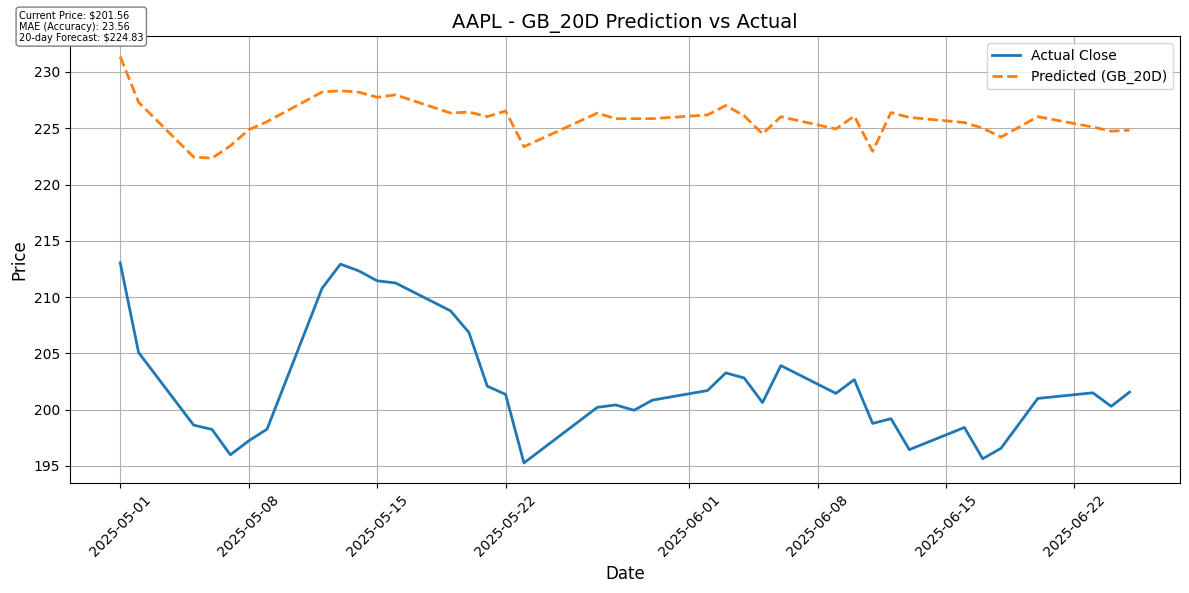 Current Price: $201.56
MAE (Accuracy): 23.56
20-day Forecast: $224.83
AAPL - GB_20D Prediction vs Actual
Actual Close
Predicted (GB_20D)
Price
230
225
220
215
210
205
200
195
2025-05-01
2025-05-08
2025-05-15
2025-05-22
2025-06-01
2025-06-08
2025-06-15
2025-06-22
Date